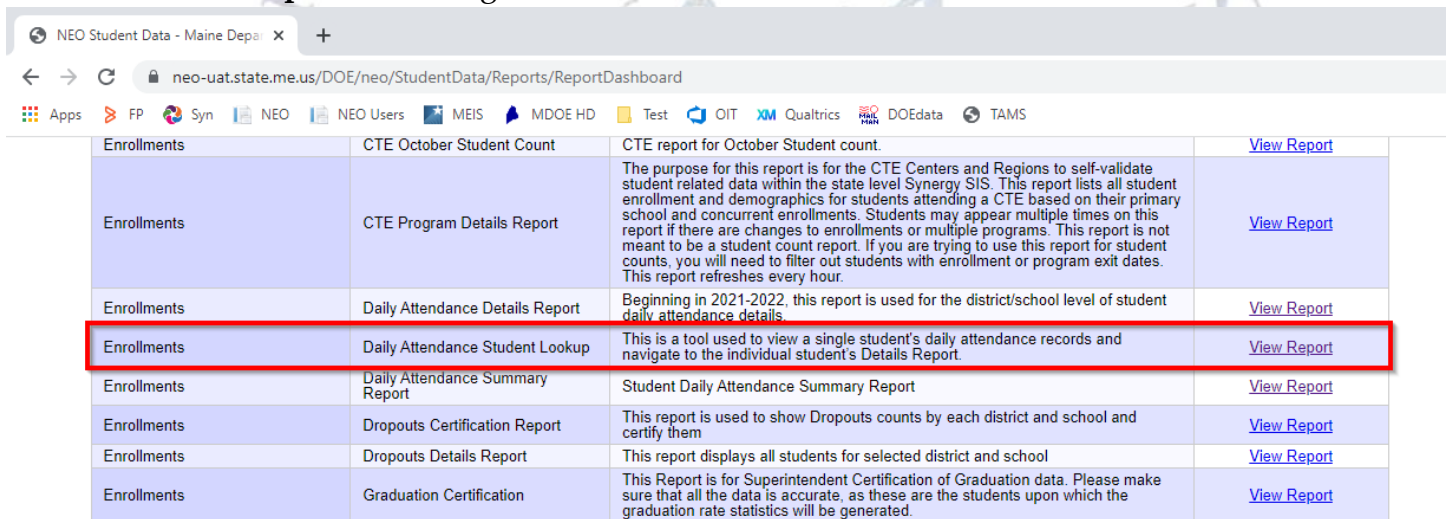 NEO Student Data - Maine Depar
neo-uat.state.me.us/DOE/neo/StudentData/Reports/ReportDashboard
Apps FP Syn NEO NEO Users MEIS MDOE HD Test OIT XM Qualtrics MAIL MAN DOEdata TAMS
Enrollments CTE October Student Count CTE report for October Student count. View Report
The purpose for this report is for the CTE Centers and Regions to self-validate
student related data within the state level Synergy SIS. This report lists all student
enrollment and demographics for students attending a CTE based on their primary
school and concurrent enrollments. Students may appear multiple times on this
Enrollments CTE Program Details Report report if there are changes to enrollments or multiple programs. This report is not View Report
meant to be a student count report. If you are trying to use this report for student
counts, you will need to filter out students with enrollment or program exit dates.
This report refreshes every hour.
Enrollments Daily Attendance Details Report Beginning in 2021-2022, this report is used for the district/school level of student View Report
daily attendance details.
Enrollments Daily Attendance Student Lookup This is a tool used to view a single student's daily attendance records and View Report
navigate to the individual student's Details Report.
Enrollments Daily Attendance Summary Report Student Daily Attendance Summary Report View Report
Enrollments Dropouts Certification Report This report is used to show Dropouts counts by each district and school and View Report
certify them
Enrollments Dropouts Details Report This report displays all students for selected district and school View Report
This Report is for Superintendent Certification of Graduation data. Please make
Enrollments Graduation Certification sure that all the data is accurate, as these are the students upon which the View Report
graduation rate statistics will be generated.